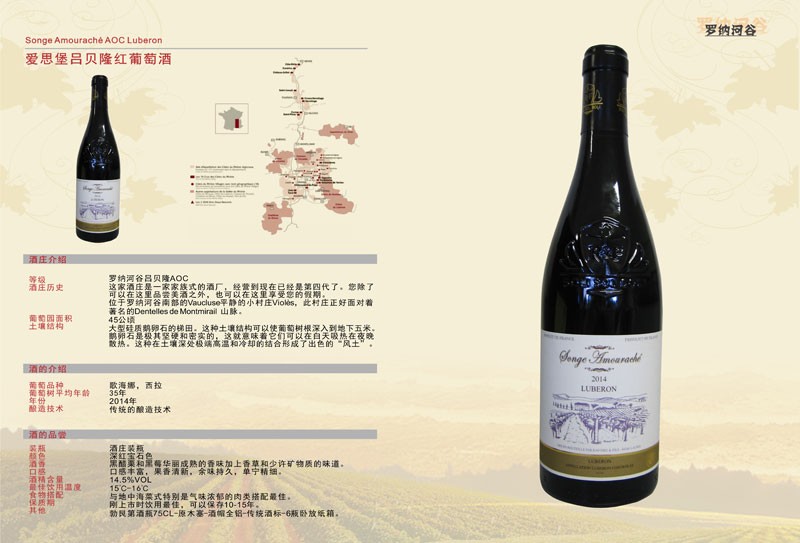 Songe Amouraché AOC Luberon
爱思堡吕贝隆红葡萄酒
罗纳河谷
酒庄介绍
等级 罗纳河谷吕贝隆AOC
酒庄历史 这家酒庄是一家家族式的酒厂，经营到现在已经是第四代了。您除了
可以在这里品尝美酒之外，也可以在这里享受您的假期。
位于罗纳河谷南部的Vaucluse平静的小村庄Violès，此村庄正好面对着
著名的Dentelles de Montmirail 山脉。
葡萄园面积 45公顷
土壤结构 大型硅质鹅卵石的梯田。这种土壤结构可以使葡萄树根深入到地下五米。
鹅卵石是极其坚硬和密实的，这就意着它们可以在白天吸热在夜晚
散热。这种在土壤深处极端高温和冷却的结合形成了出色的“风土”。
酒的介绍
葡萄品种 歌海娜，西拉
葡萄树平均年龄 35年
年份 2014年
酿造技术 传统的酿造技术
酒的品尝
装瓶 酒庄装瓶
颜色 深红宝石色
酒香 黑醋栗和黑莓华丽成熟的香味加上香草和少许矿物质的味道。
口感 口感丰富，果香清新，余味持久，单宁精细。
酒精含量 14.5%VOL
最佳饮用温度 15℃-16℃
食物搭配 与地中海菜式特别是气味浓郁的肉类搭配最佳。
保质期 刚上市时饮用最佳，可以保存10-15年。
其他 勃艮第酒瓶75CL-原木塞-酒帽全铝-传统酒标-6瓶卧放纸箱。
Songe Amouraché
LUBERON
Songe Amouraché
2014
LUBERON
LUBERON